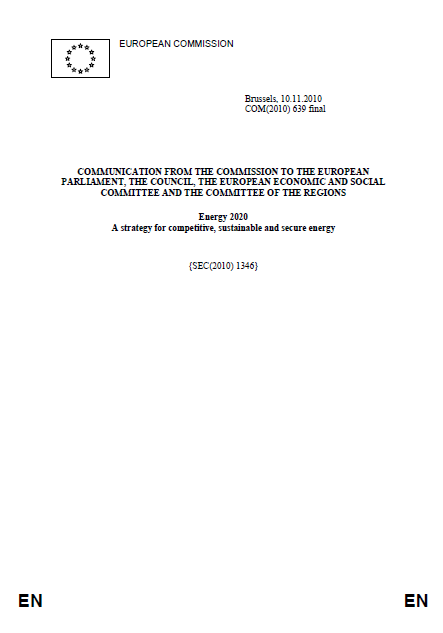 EUROPEAN COMMISSION
Brussels, 10.11.2010
COM(2010) 639 final
COMMUNICATION FROM THE COMMISSION TO THE EUROPEAN
PARLIAMENT, THE COUNCIL, THE EUROPEAN ECONOMIC AND SOCIAL
COMMITTEE AND THE COMMITTEE OF THE REGIONS
Energy 2020
A strategy for competitive, sustainable and secure energy
{SEC(2010) 1346}
EN EN